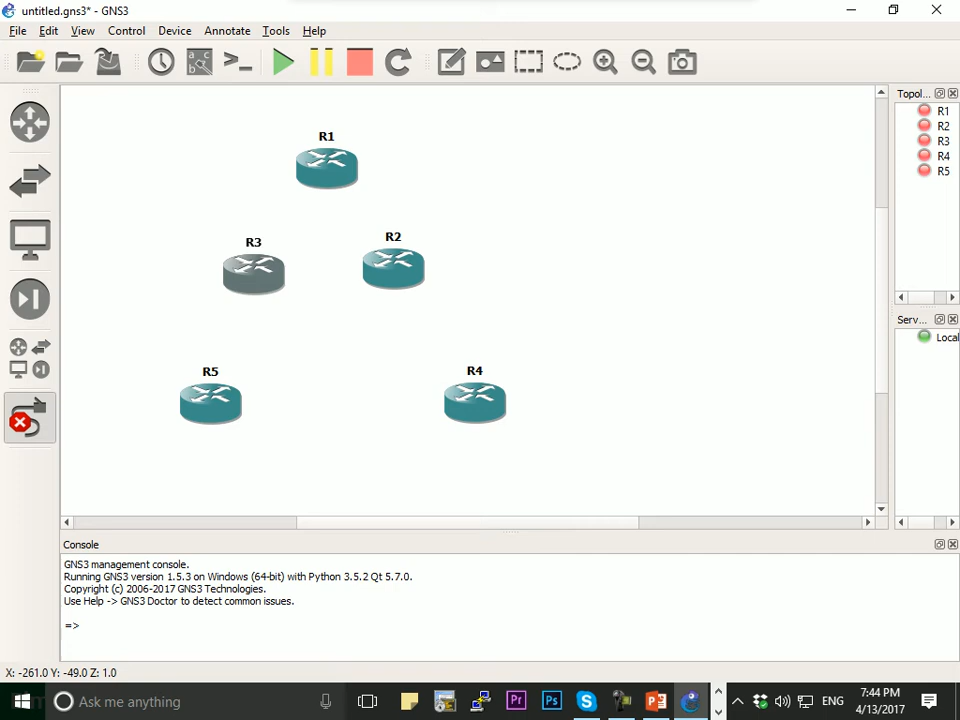 untitled.gns3* - GNS3
File Edit View Control Device Annotate Tools Help
Topol...
R1
R2
R3
R4
R5
R1
R3
R2
R5
R4
Serv...
Local
Console
GNS3 management console.
Running GNS3 version 1.5.3 on Windows (64-bit) with Python 3.5.2 Qt 5.7.0.
Copyright (c) 2006-2017 GNS3 Technologies.
Use Help -> GNS3 Doctor to detect common issues.
=>
X: -261.0 Y: -49.0 Z: 1.0
Ask me anything
Pr
Ps
ENG
7:44 PM
4/13/2017